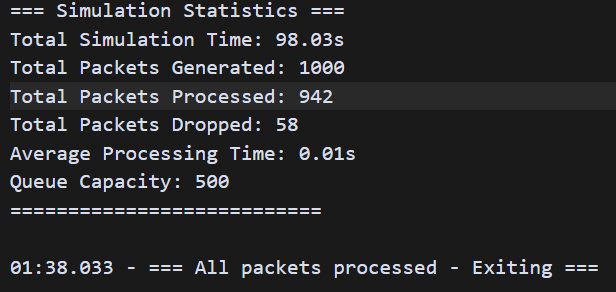 === Simulation Statistics ===
Total Simulation Time: 98.03s
Total Packets Generated: 1000
Total Packets Processed: 942
Total Packets Dropped: 58
Average Processing Time: 0.01s
Queue Capacity: 500
===========================
01:38.033 - === All packets processed - Exiting ===